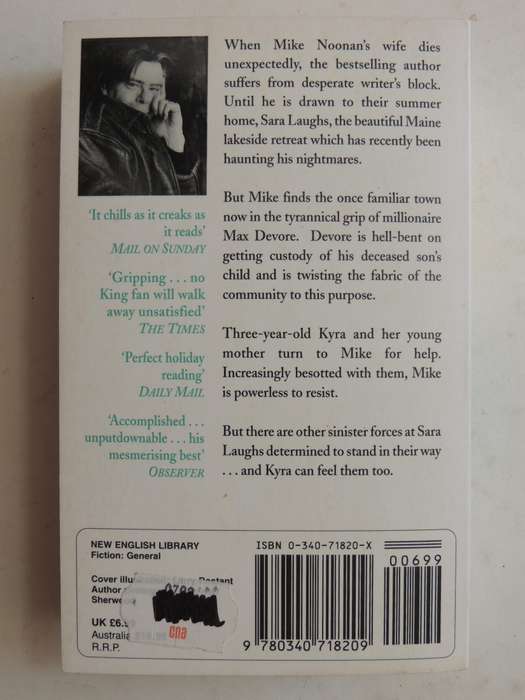 When Mike Noonan's wife dies
unexpectedly, the bestselling author
suffers from desperate writer's block.
Until he is drawn to their summer
home, Sara Laughs, the beautiful Maine
lakeside retreat which has recently been
haunting his nightmares.
But Mike finds the once familiar town
now in the tyrannical grip of millionaire
Max Devore. Devore is hell-bent on
getting custody of his deceased son's
child and is twisting the fabric of the
community to this purpose.
Three-year-old Kyra and her young
mother turn to Mike for help.
Increasingly besotted with them, Mike
is powerless to resist.
But there are other sinister forces at Sara
Laughs determined to stand in their way
. . . and Kyra can feel them too.
'It chills as it creaks as
it reads'
MAIL ON SUNDAY
'Gripping . . . no
King fan will walk
away unsatisfied'
THE TIMES
'Perfect holiday
reading'
DAILY MAIL
'Accomplished . . .
unputdownable . . . his
mesmerising best'
OBSERVER
NEW ENGLISH LIBRARY
Fiction: General
Cover
Author
UK £6.99
Australia
R.R.P.
ISBN 0-340-71820-X
00699
9 780340 718209